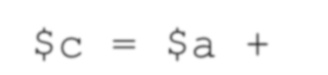 $c = $a +